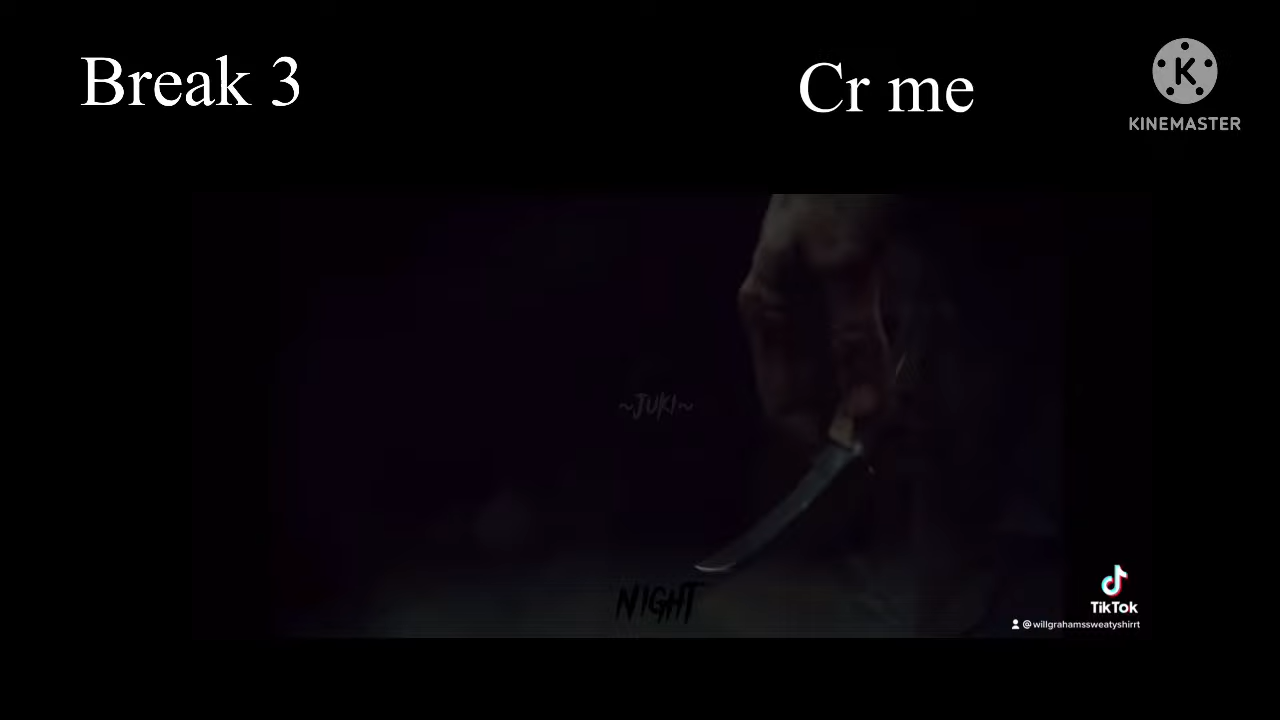 Break 3
Cr me
KINEMASTER
~JUKI~
NIGHT
TikTok
@willgrahamssweatyshirrt